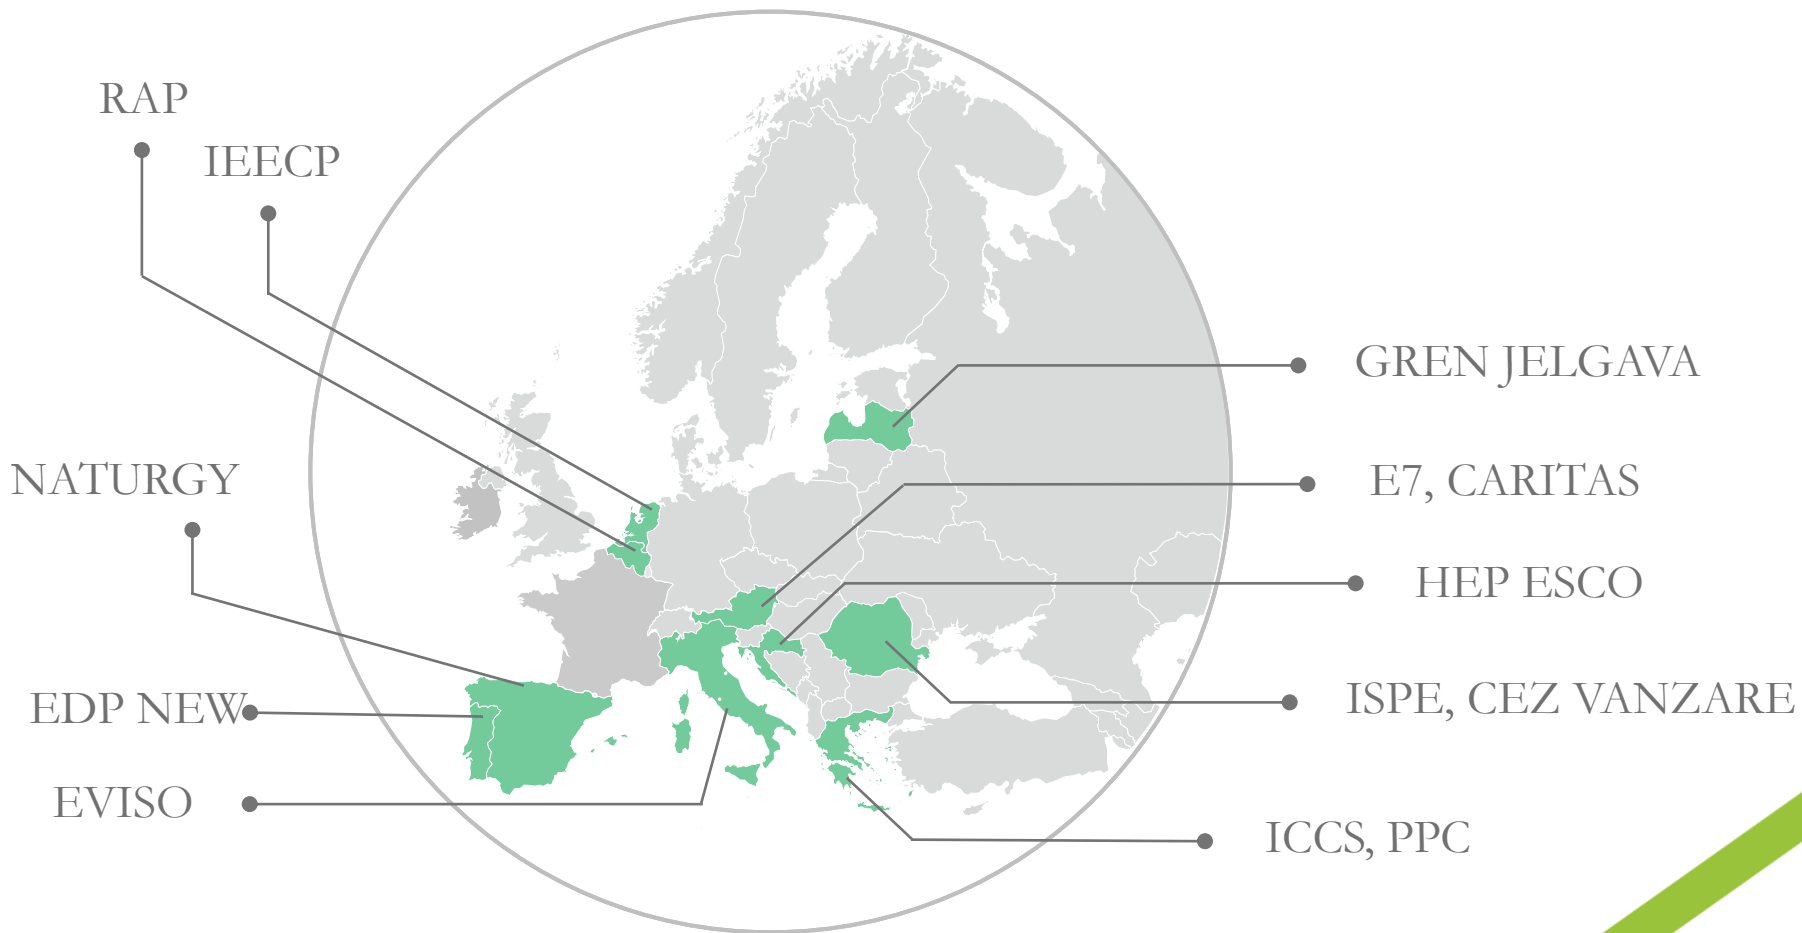 RAP
IEECP
NATURGY
EDP NEW
EVISO
GREN JELGAVA
E7, CARITAS
HEP ESCO
ISPE, CEZ VANZARE
ICCS, PPC